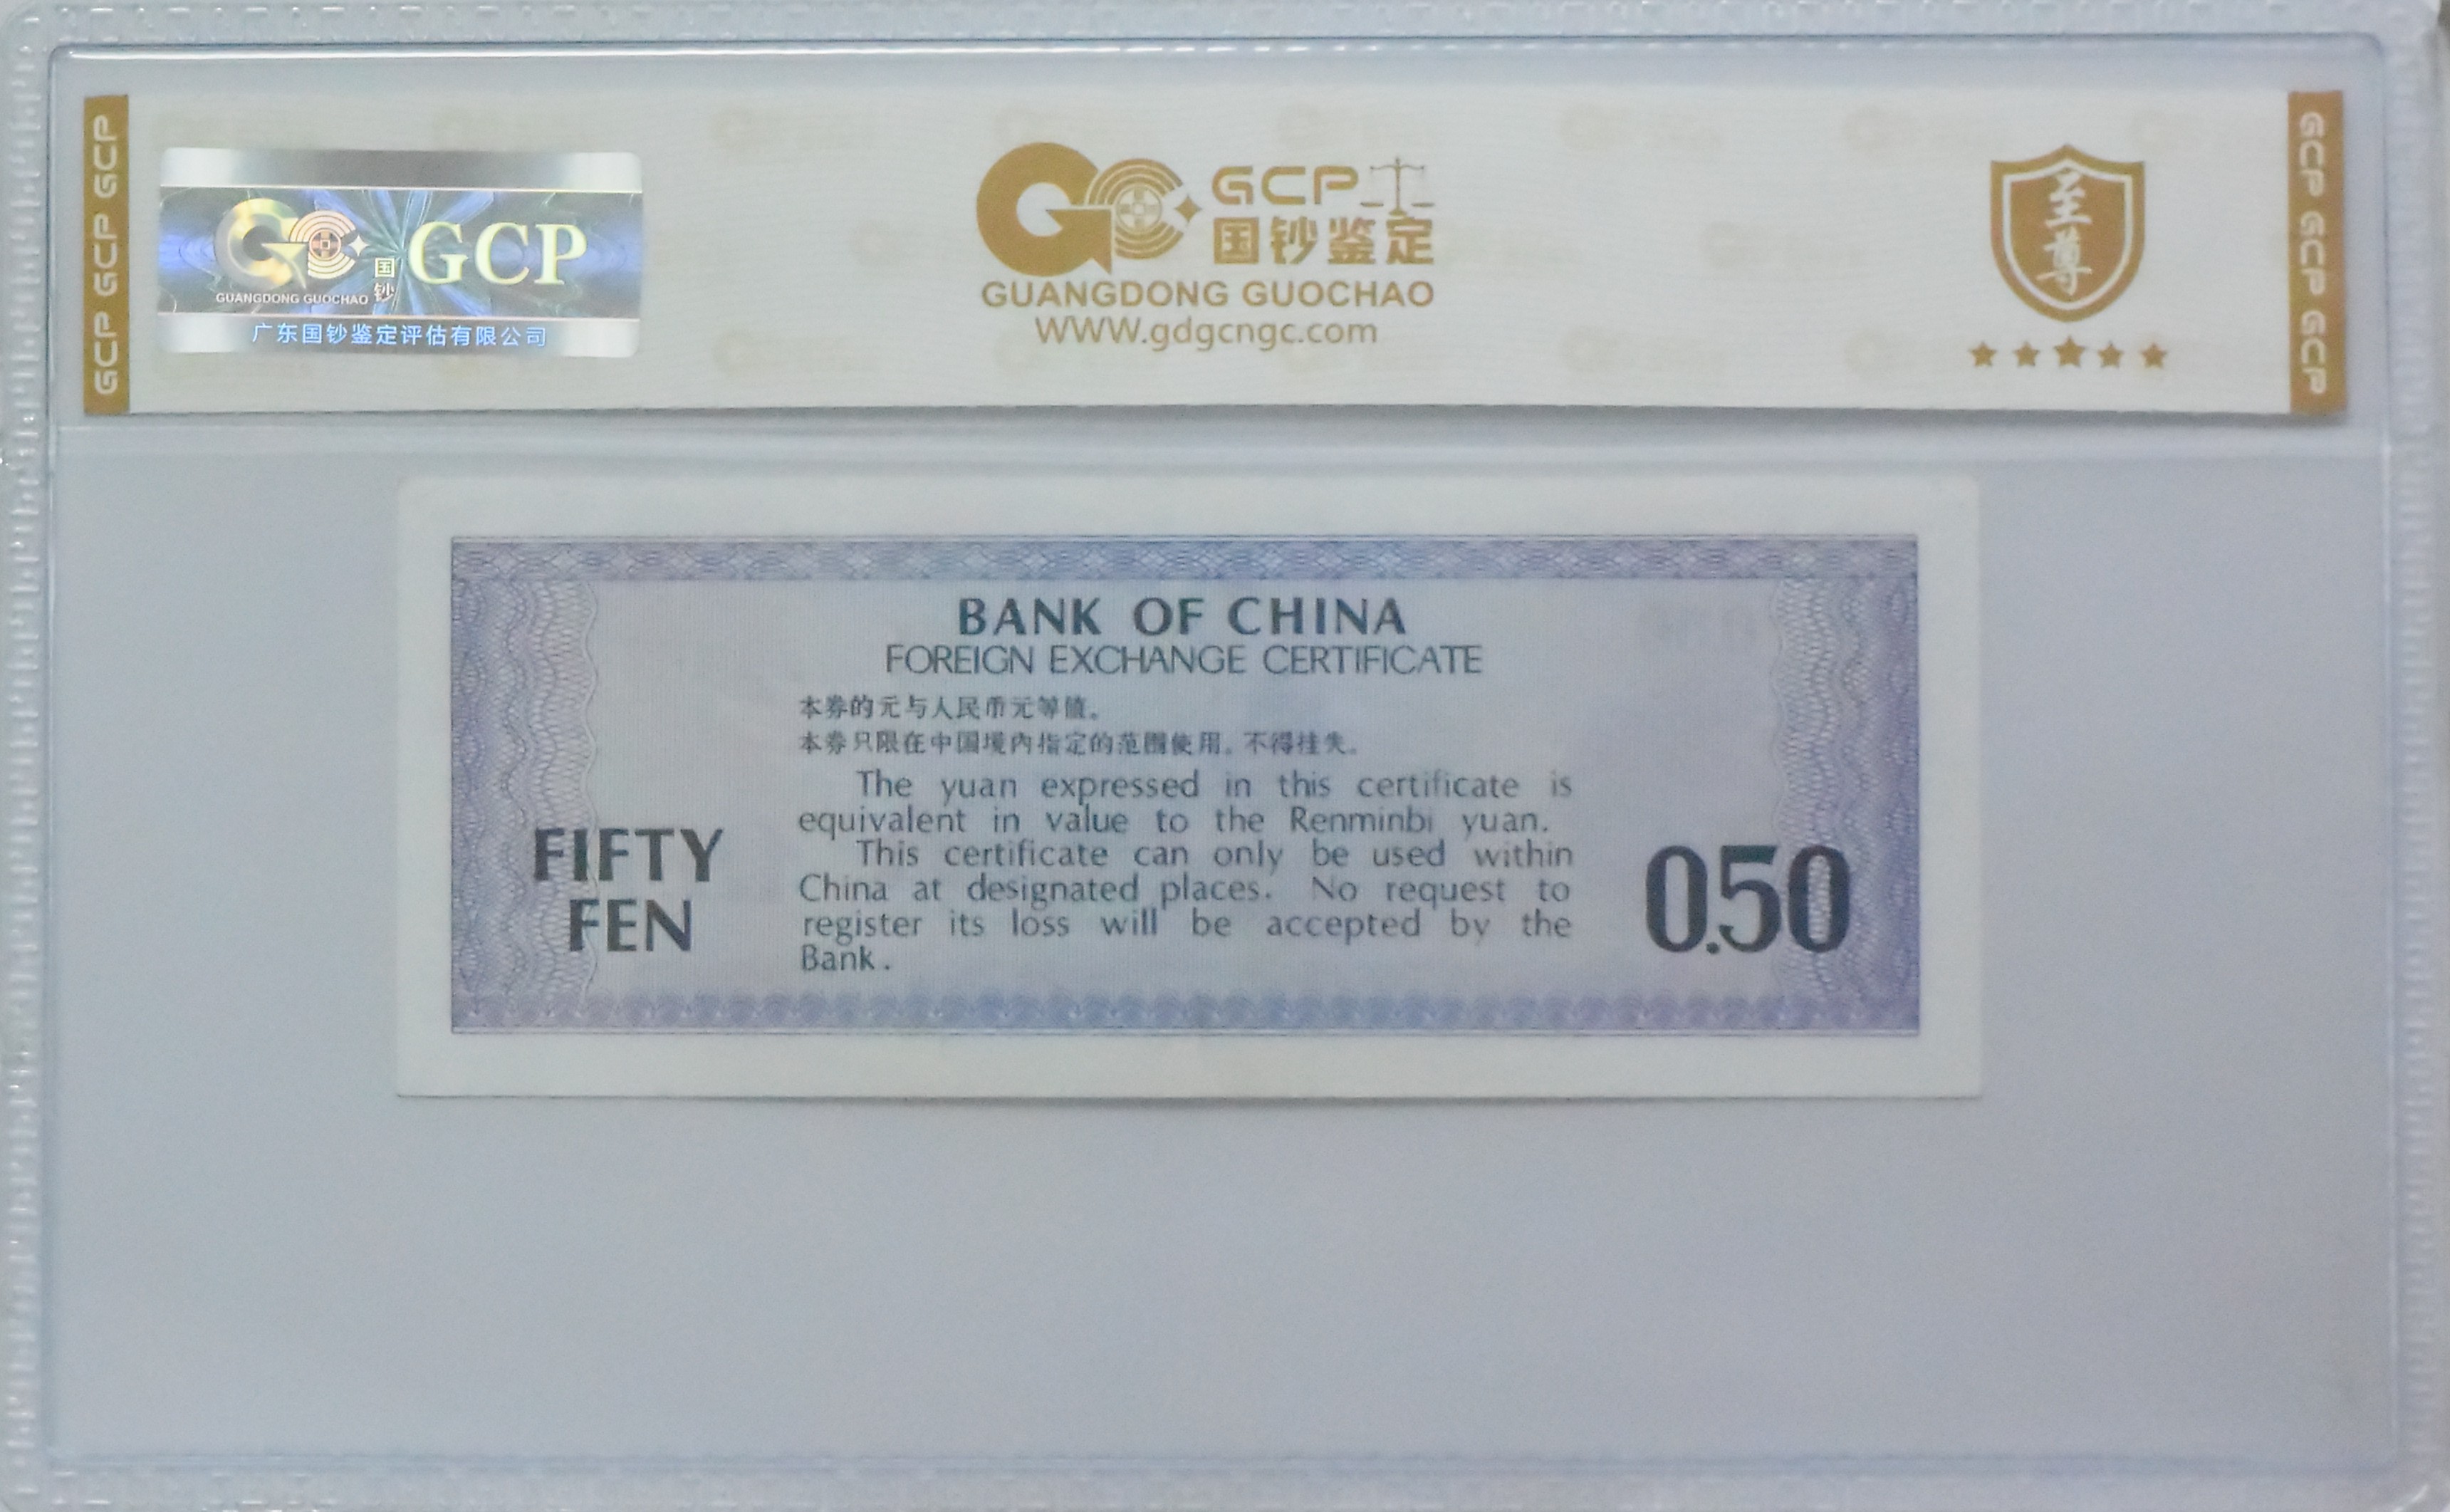 GCP GCP GCP
GC 国钞 GCP
GUANGDONG GUOCHAO
广东国钞鉴定评估有限公司
GC GCP
国钞鉴定
GUANGDONG GUOCHAO
WWW.gdgcngc.com
至尊
GCP GCP GCP
BANK OF CHINA
FOREIGN EXCHANGE CERTIFICATE
本券的元与人民币元等值。
本券只限在中国境内指定的范围使用。不得挂失。
The yuan expressed in this certificate is
equivalent in value to the Renminbi yuan.
This certificate can only be used within
China at designated places. No request to
register its loss will be accepted by the
Bank.
FIFTY
FEN
0.50